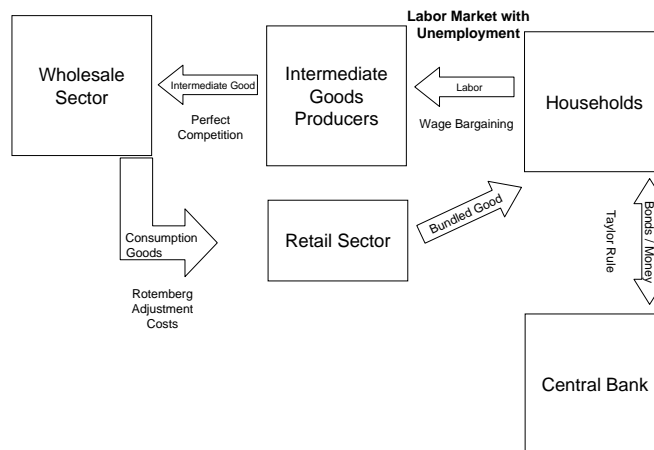 Labor Market with
Unemployment
Wholesale
Sector
Intermediate Good
Perfect
Competition
Intermediate
Goods
Producers
Labor
Wage Bargaining
Households
Consumption
Goods
Rotemberg
Adjustment
Costs
Retail Sector
Bundled Good
Taylor Rule
Bonds / Money
Central Bank